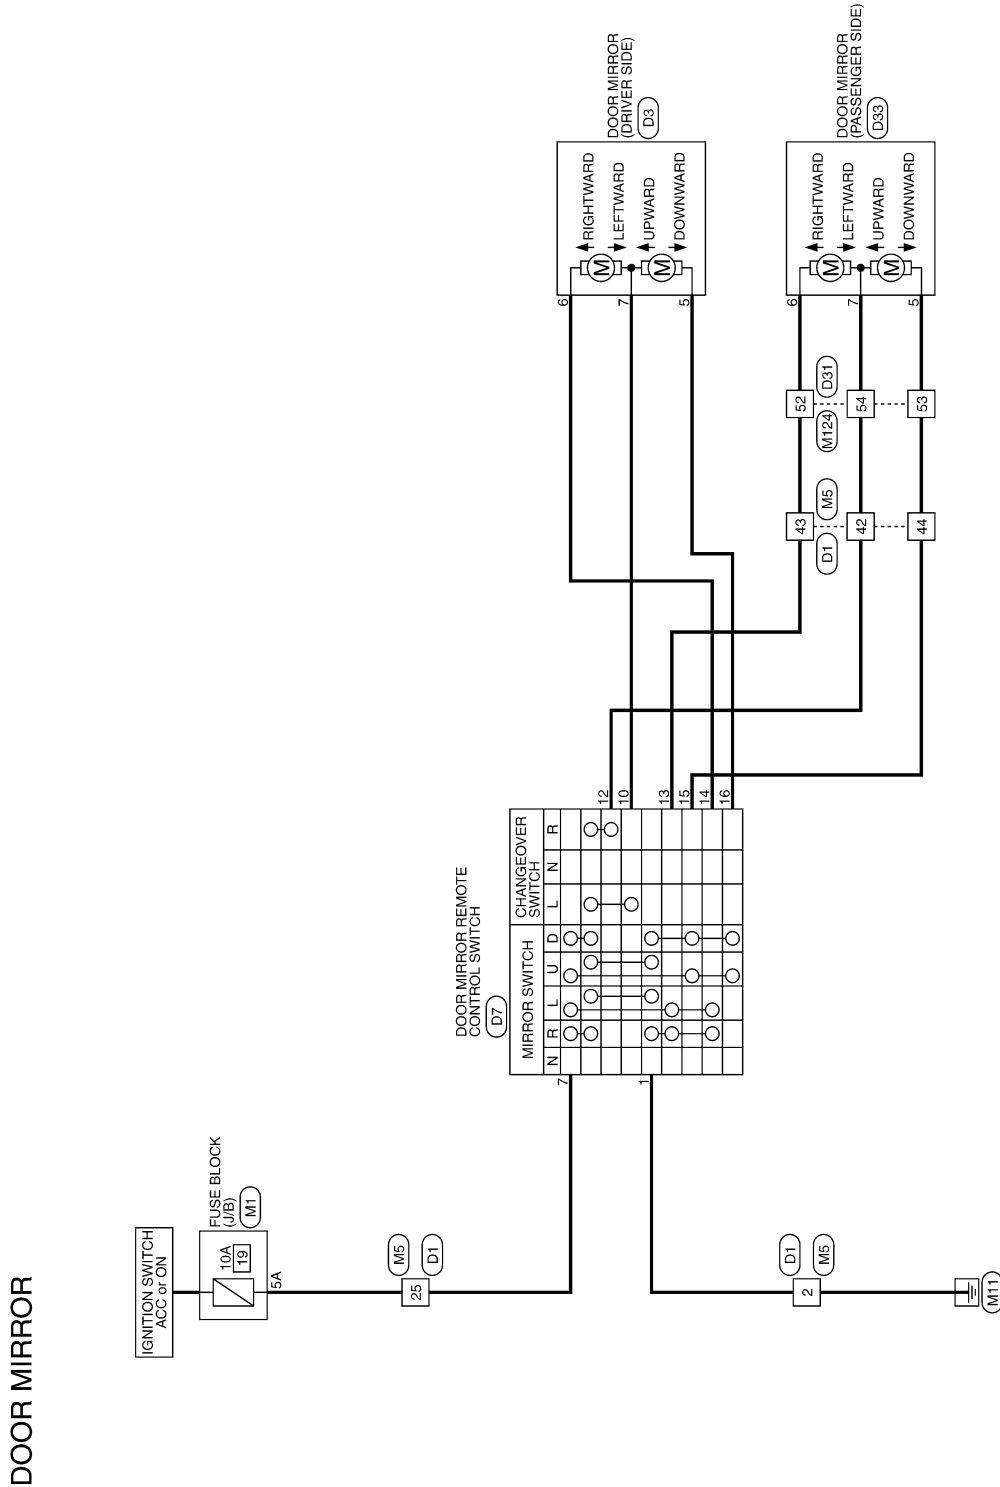 DOOR MIRROR
IGNITION SWITCH
ACC or ON
FUSE BLOCK
(J/B)
M1
10A
19
5A
M5
D1
25
D1
M5
2
M11
DOOR MIRROR REMOTE
CONTROL SWITCH
D7
MIRROR SWITCH
CHANGEOVER
SWITCH
N
R
L
U
D
L
N
R
7
1
12
10
13
15
14
16
DOOR MIRROR
(DRIVER SIDE)
D3
RIGHTWARD
LEFTWARD
UPWARD
DOWNWARD
M
M
6
7
5
DOOR MIRROR
(PASSENGER SIDE)
D33
RIGHTWARD
LEFTWARD
UPWARD
DOWNWARD
M
M
6
7
5
D1
M5
43
42
44
M124
D31
52
54
53